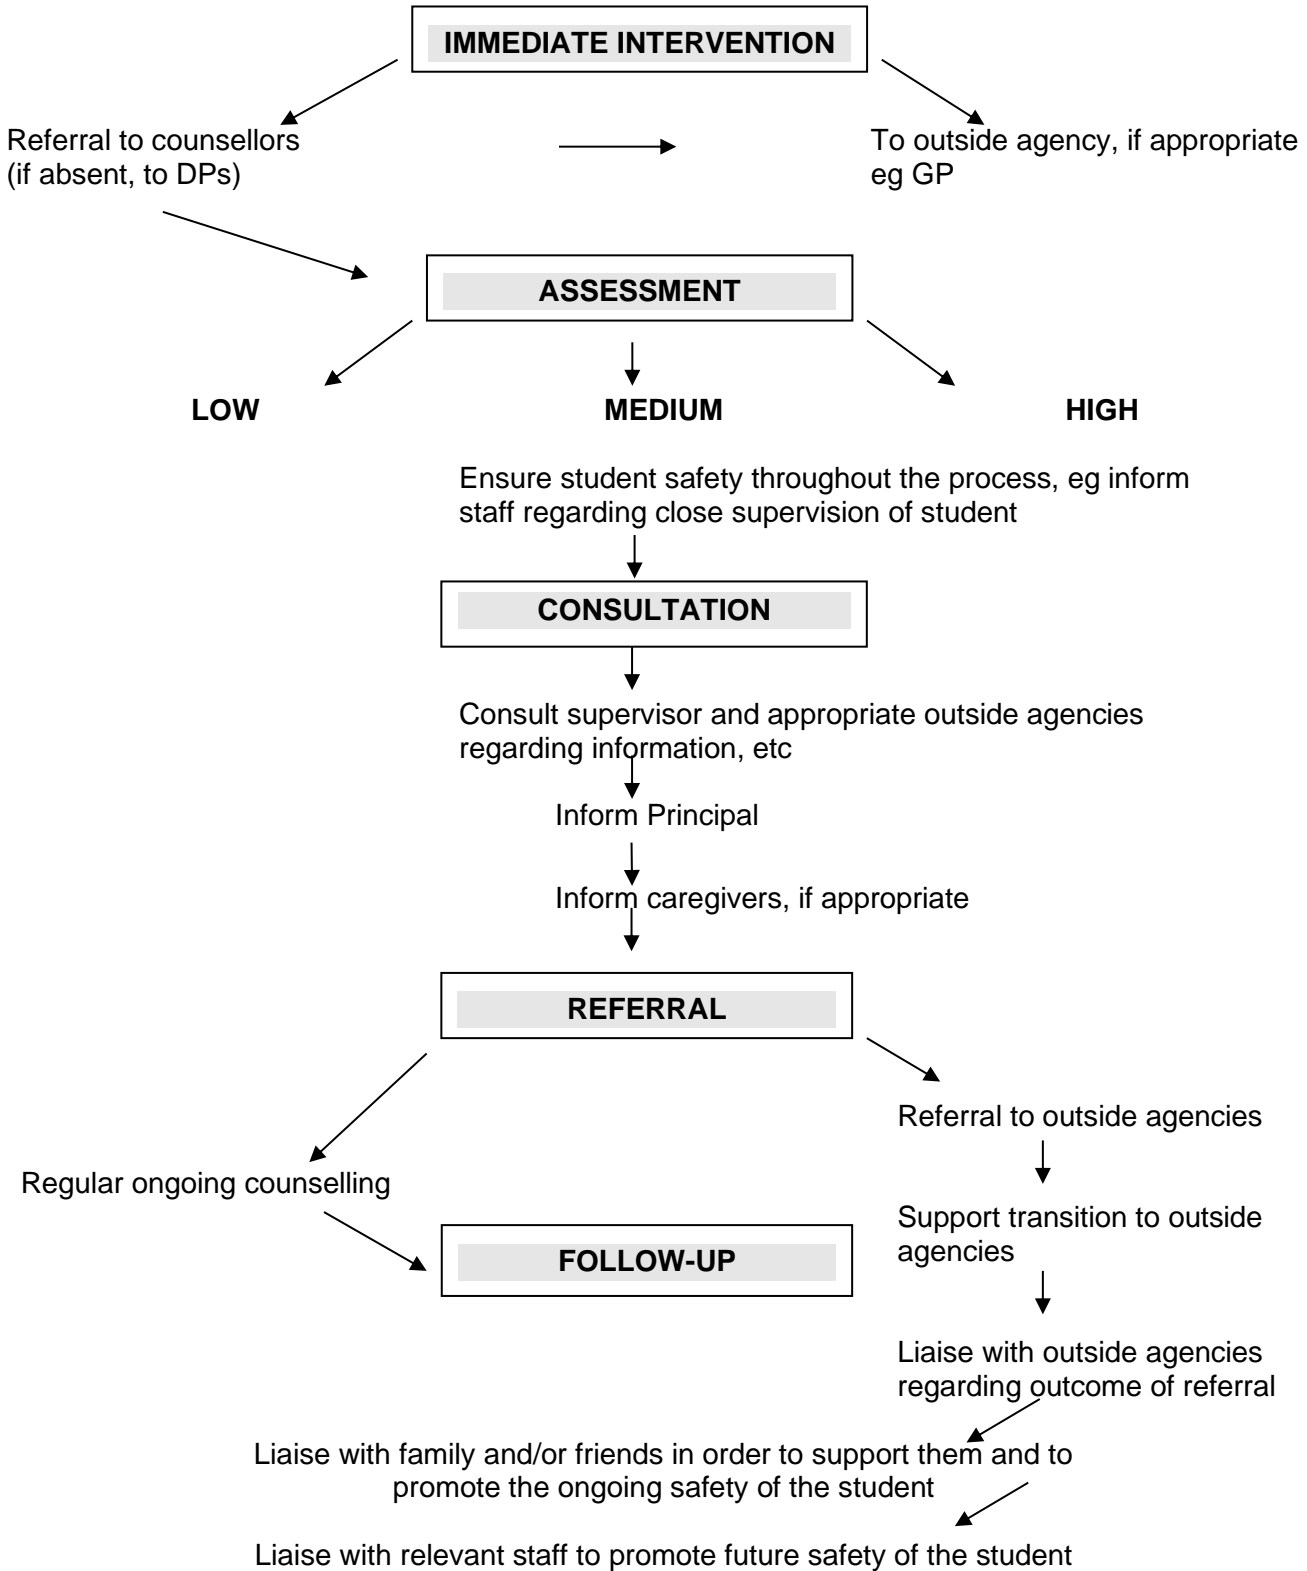 IMMEDIATE INTERVENTION
Referral to counsellors
(if absent, to DPs)
To outside agency, if appropriate
eg GP
ASSESSMENT
LOW
MEDIUM
HIGH
Ensure student safety throughout the process, eg inform
staff regarding close supervision of student
CONSULTATION
Consult supervisor and appropriate outside agencies
regarding information, etc
Inform Principal
Inform caregivers, if appropriate
REFERRAL
Referral to outside agencies
Regular ongoing counselling
Support transition to outside
agencies
FOLLOW-UP
Liaise with outside agencies
regarding outcome of referral
Liaise with family and/or friends in order to support them and to
promote the ongoing safety of the student
Liaise with relevant staff to promote future safety of the student